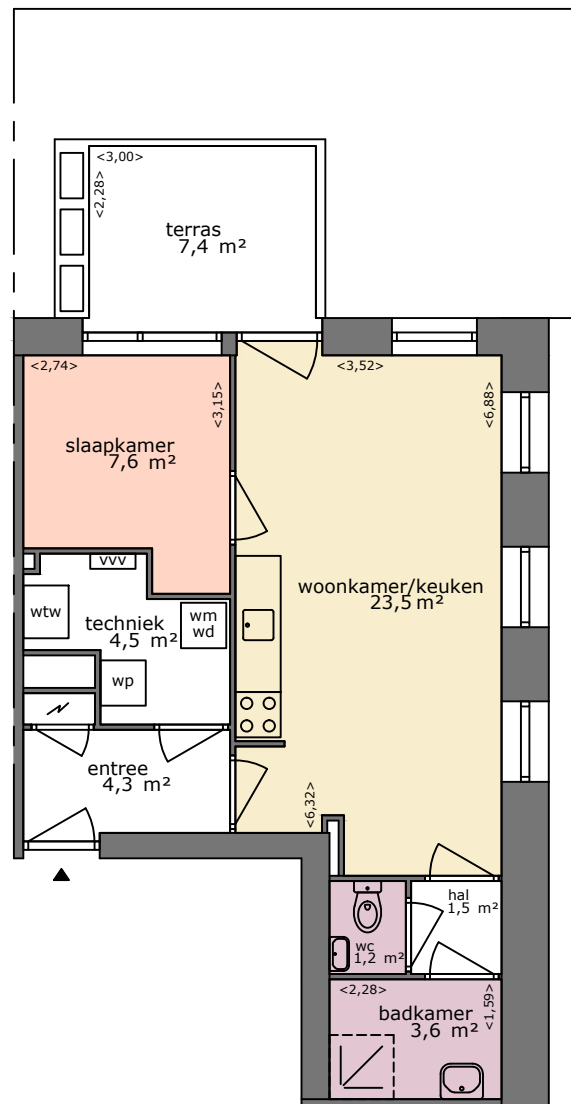 <3,00>
<2,28>
terras
7,4 m²
<2,74>
<3,15>
<3,52>
<6,88>
slaapkamer
7,6 m²
vvv
wtw
techniek
4,5 m²
wm
wd
wp
woonkamer/keuken
23,5 m²
entree
4,3 m²
<6,32>
hal
1,5 m²
wc
1,2 m²
<2,28>
<1,59>
badkamer
3,6 m²